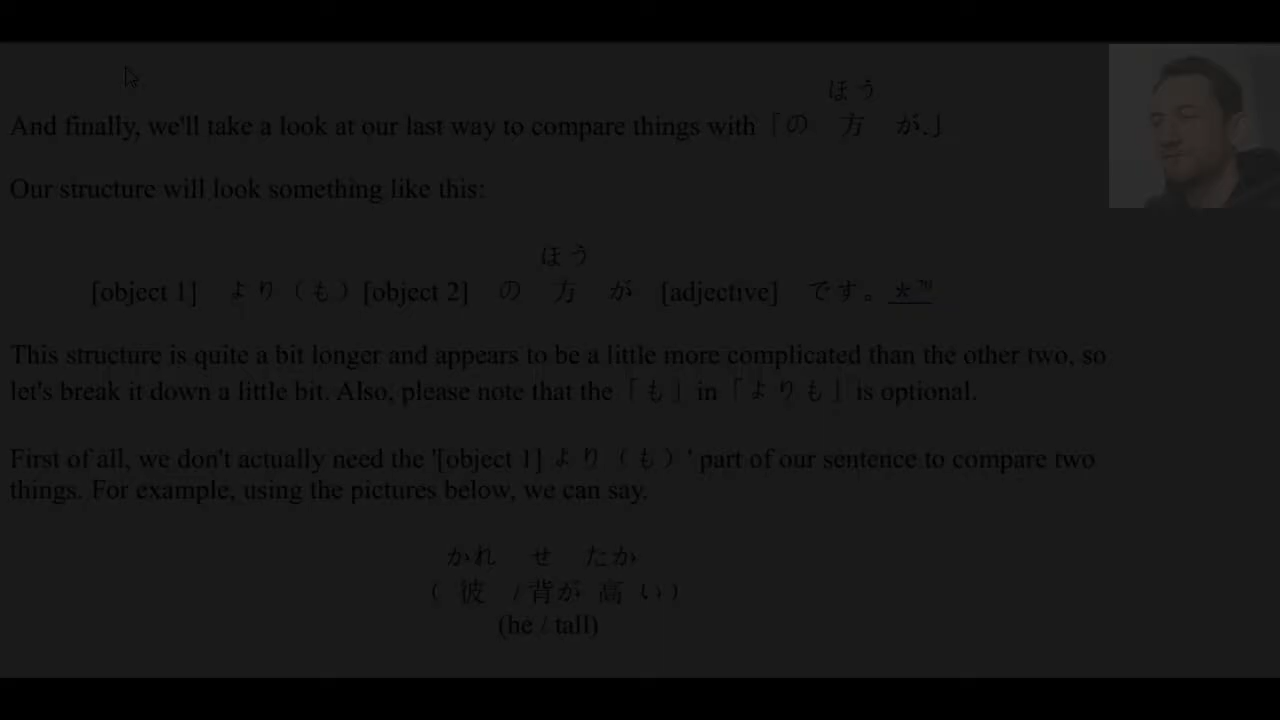 ほう
And finally, we'll take a look at our last way to compare things with「の 方 が.」
Our structure will look something like this:
ほう
[object 1] より（も）[object 2] の 方 が [adjective] です。＊70
This structure is quite a bit longer and appears to be a little more complicated than the other two, so
let's break it down a little bit. Also, please note that the「も」in「よりも」is optional.
First of all, we don't actually need the '[object 1] より（も）' part of our sentence to compare two
things. For example, using the pictures below, we can say.
かれ せ たか
( 彼 / 背が 高 い )
(he / tall)